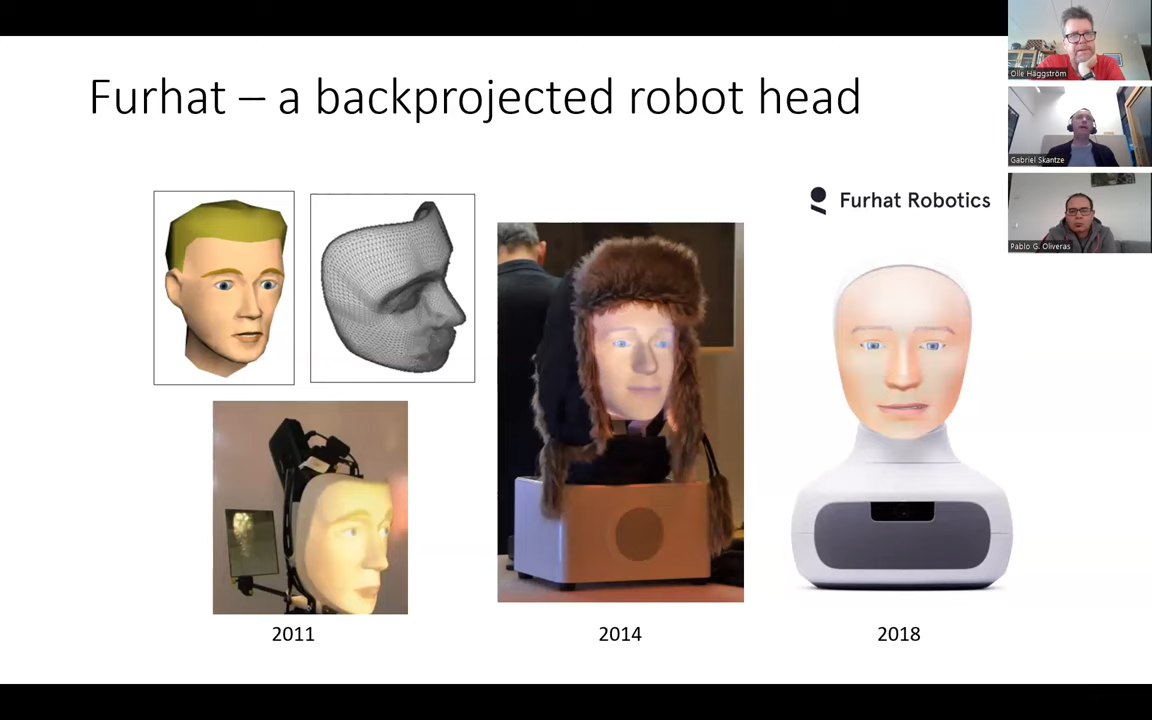 Furhat – a backprojected robot head
Furhat Robotics
2011
2014
2018
Olle Häggström
Gabriel Skantze
Pablo G. Oliveras